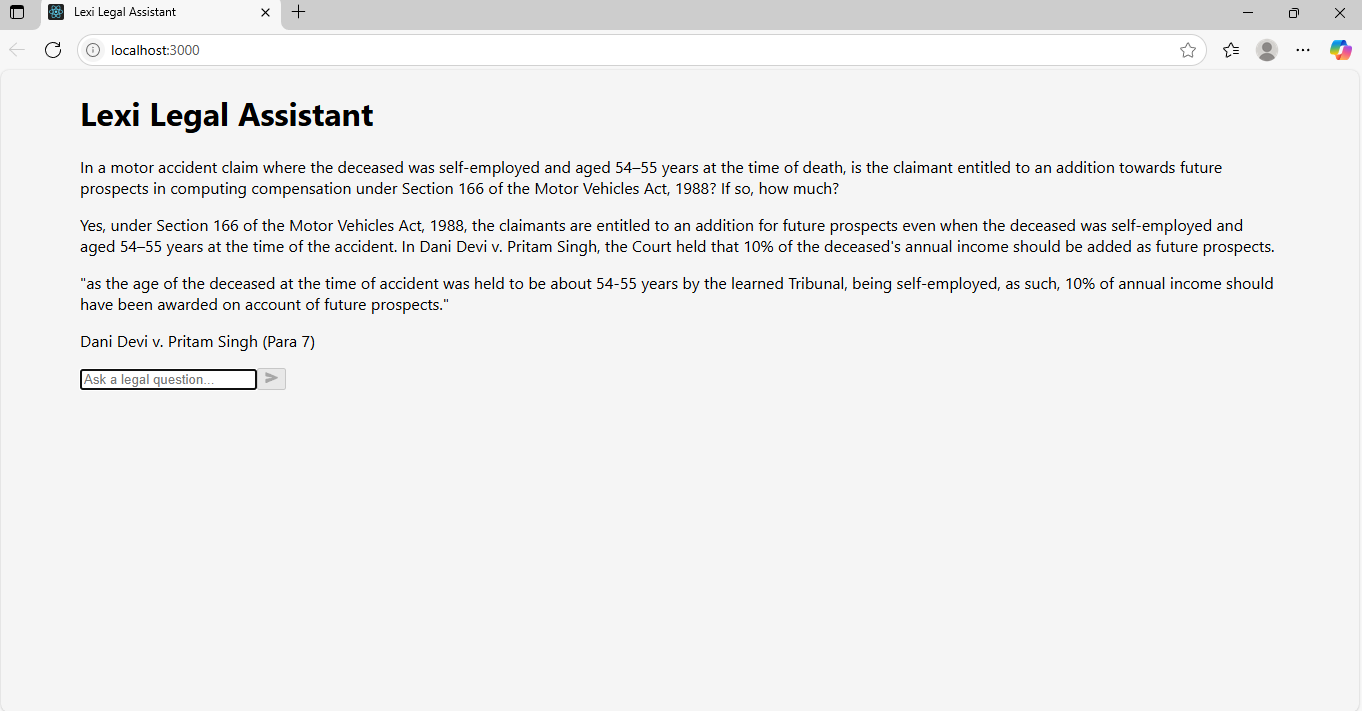 Lexi Legal Assistant
localhost:3000
Lexi Legal Assistant
In a motor accident claim where the deceased was self-employed and aged 54–55 years at the time of death, is the claimant entitled to an addition towards future
prospects in computing compensation under Section 166 of the Motor Vehicles Act, 1988? If so, how much?
Yes, under Section 166 of the Motor Vehicles Act, 1988, the claimants are entitled to an addition for future prospects even when the deceased was self-employed and
aged 54–55 years at the time of the accident. In Dani Devi v. Pritam Singh, the Court held that 10% of the deceased's annual income should be added as future prospects.
"as the age of the deceased at the time of accident was held to be about 54-55 years by the learned Tribunal, being self-employed, as such, 10% of annual income should
have been awarded on account of future prospects."
Dani Devi v. Pritam Singh (Para 7)
Ask a legal question...